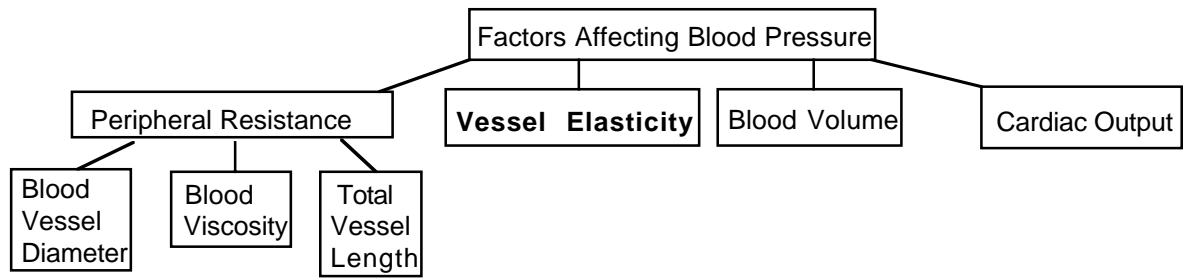 Factors Affecting Blood Pressure
Peripheral Resistance
Vessel Elasticity
Blood Volume
Cardiac Output
Blood
Vessel
Diameter
Blood
Viscosity
Total
Vessel
Length